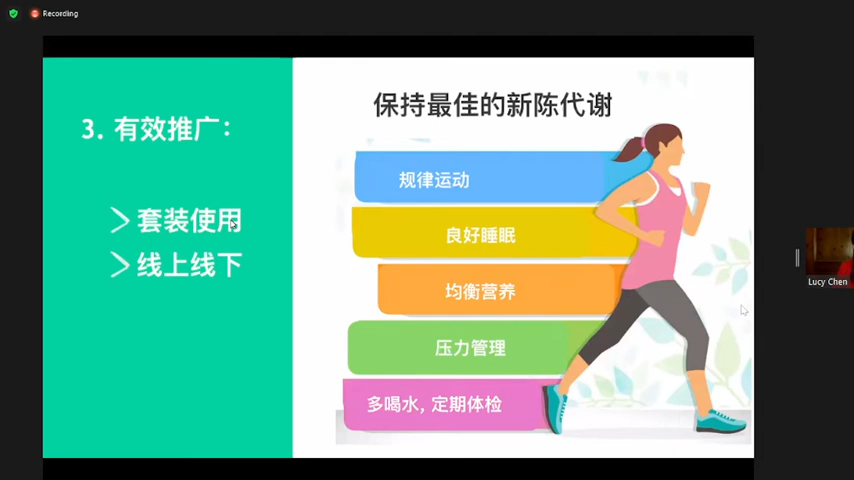 Recording
3. 有效推广：
套装使用
线上线下
保持最佳的新陈代谢
规律运动
良好睡眠
均衡营养
压力管理
多喝水, 定期体检
Lucy Chen